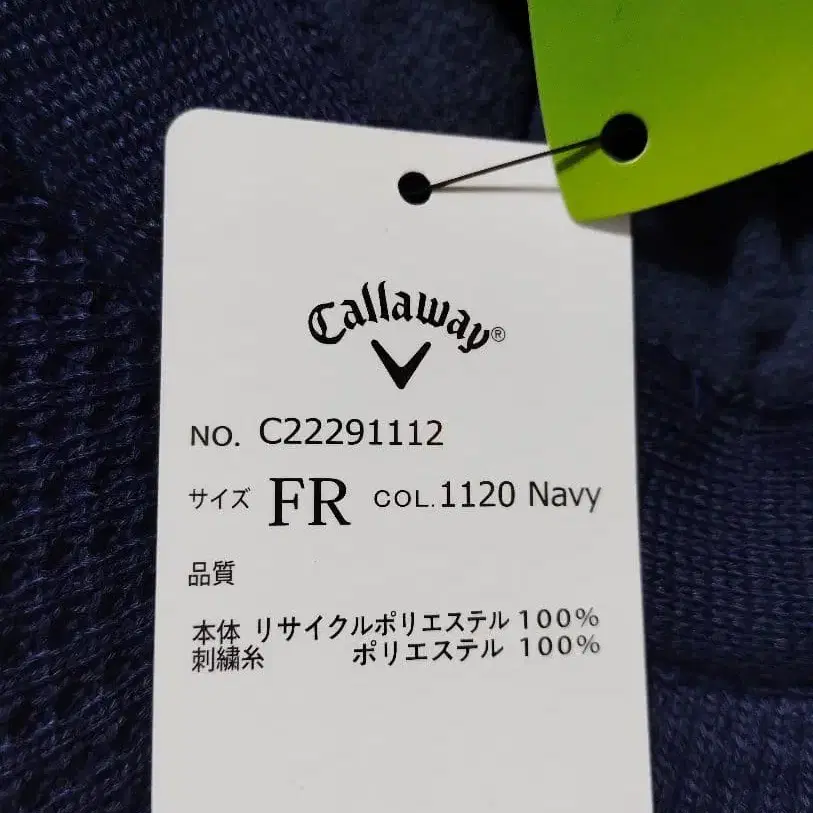 Callaway®
NO. C22291112
サイズ FR COL.1120 Navy
品質
本体 リサイクルポリエステル 100%
刺繍糸 ポリエステル 100%